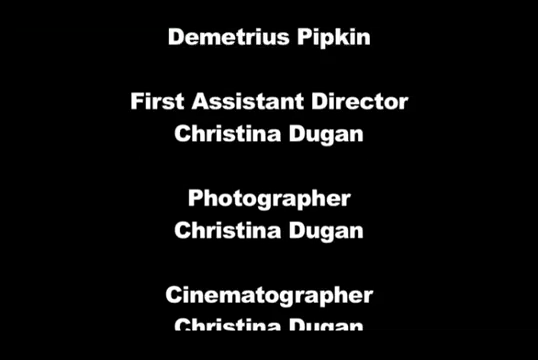 Demetrius Pipkin
First Assistant Director
Christina Dugan
Photographer
Christina Dugan
Cinematographer
Christina Dugan